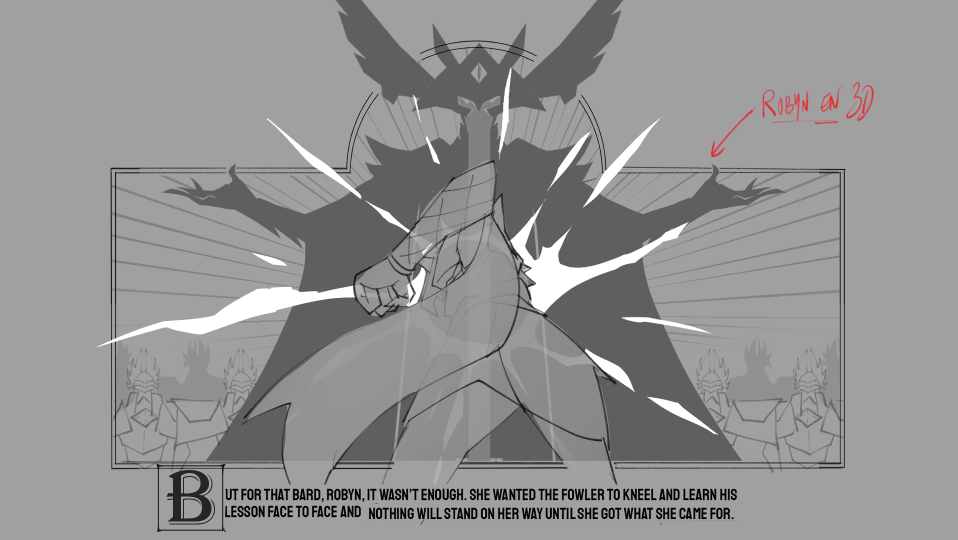 ROBYN EN 3D
BUT FOR THAT BARD, ROBYN, IT WASN'T ENOUGH. SHE WANTED THE FOWLER TO KNEEL AND LEARN HIS
LESSON FACE TO FACE AND NOTHING WILL STAND ON HER WAY UNTIL SHE GOT WHAT SHE CAME FOR.